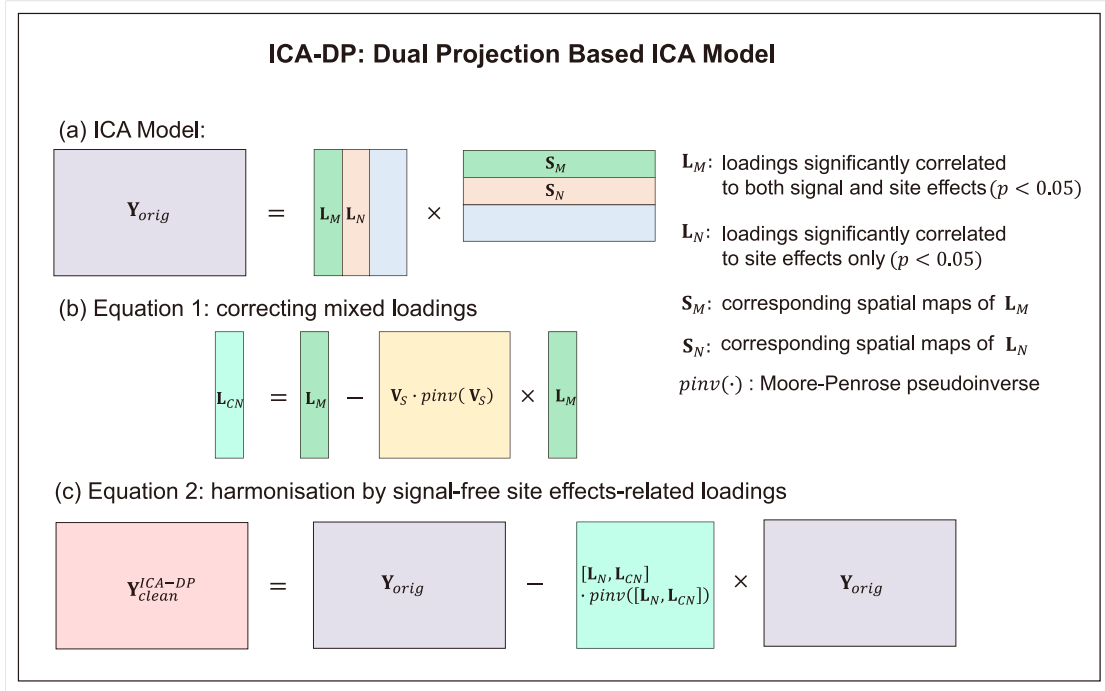 ICA-DP: Dual Projection Based ICA Model
(a) ICA Model:
Y_orig = L_M L_N × S_M
S_N
L_M: loadings significantly correlated
to both signal and site effects (p < 0.05)
L_N: loadings significantly correlated
to site effects only (p < 0.05)
S_M: corresponding spatial maps of L_M
S_N: corresponding spatial maps of L_N
pinv(·) : Moore-Penrose pseudoinverse
(b) Equation 1: correcting mixed loadings
L_CN = L_M − V_S · pinv( V_S) × L_M
(c) Equation 2: harmonisation by signal-free site effects-related loadings
Y_clean^ICA−DP = Y_orig − [L_N, L_CN]
· pinv([L_N, L_CN]) × Y_orig